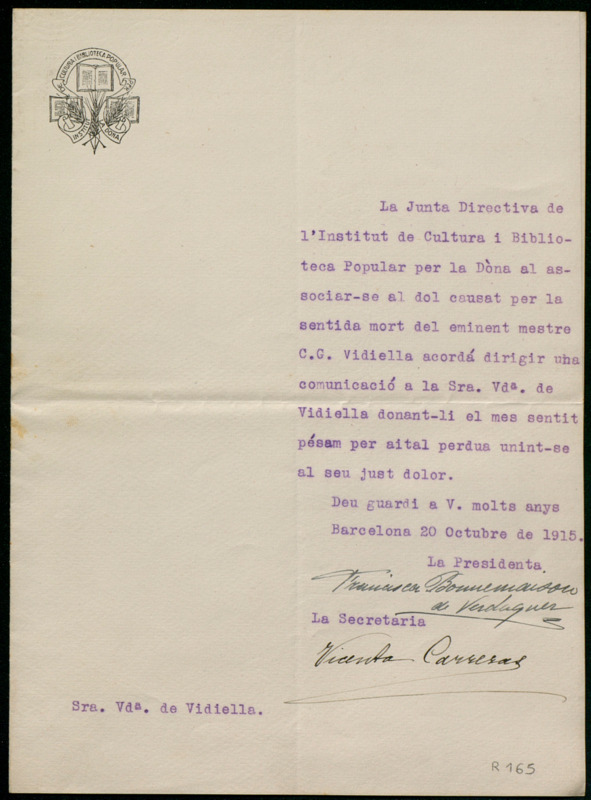 DE CULTURA I BIBLIOTECA POPULAR PER
INSTITUT
LA DONA
La Junta Directiva de
l'Institut de Cultura i Biblio-
teca Popular per la Dòna al as-
sociar-se al dol causat per la
sentida mort del eminent mestre
C.G. Vidiella acordá dirigir una
comunicació a la Sra. Vdª. de
Vidiella donant-li el mes sentit
pésam per aital perdua unint-se
al seu just dolor.
Deu guardi a V. molts anys
Barcelona 20 Octubre de 1915.
La Presidenta
Francisca Bonnemaison
de Verdaguer
La Secretaria
Vicenta Carreras
Sra. Vdª. de Vidiella.
R 165